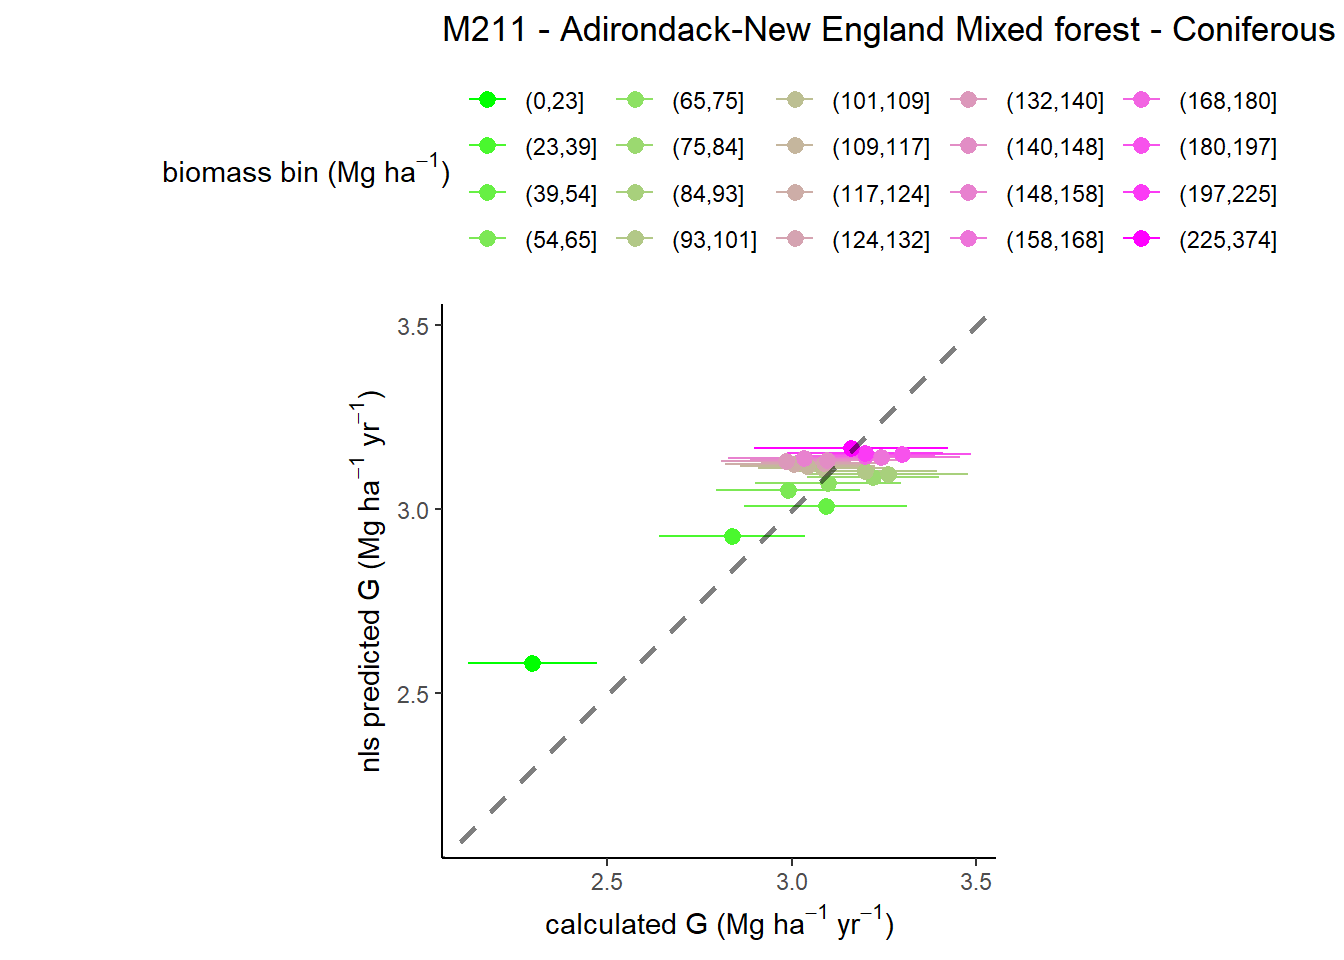 M211 - Adirondack-New England Mixed forest - Coniferous
biomass bin (Mg ha⁻¹)
(0,23] (65,75] (101,109] (132,140] (168,180]
(23,39] (75,84] (109,117] (140,148] (180,197]
(39,54] (84,93] (117,124] (148,158] (197,225]
(54,65] (93,101] (124,132] (158,168] (225,374]
nls predicted G (Mg ha⁻¹ yr⁻¹)
3.5
3.0
2.5
2.5 3.0 3.5
calculated G (Mg ha⁻¹ yr⁻¹)